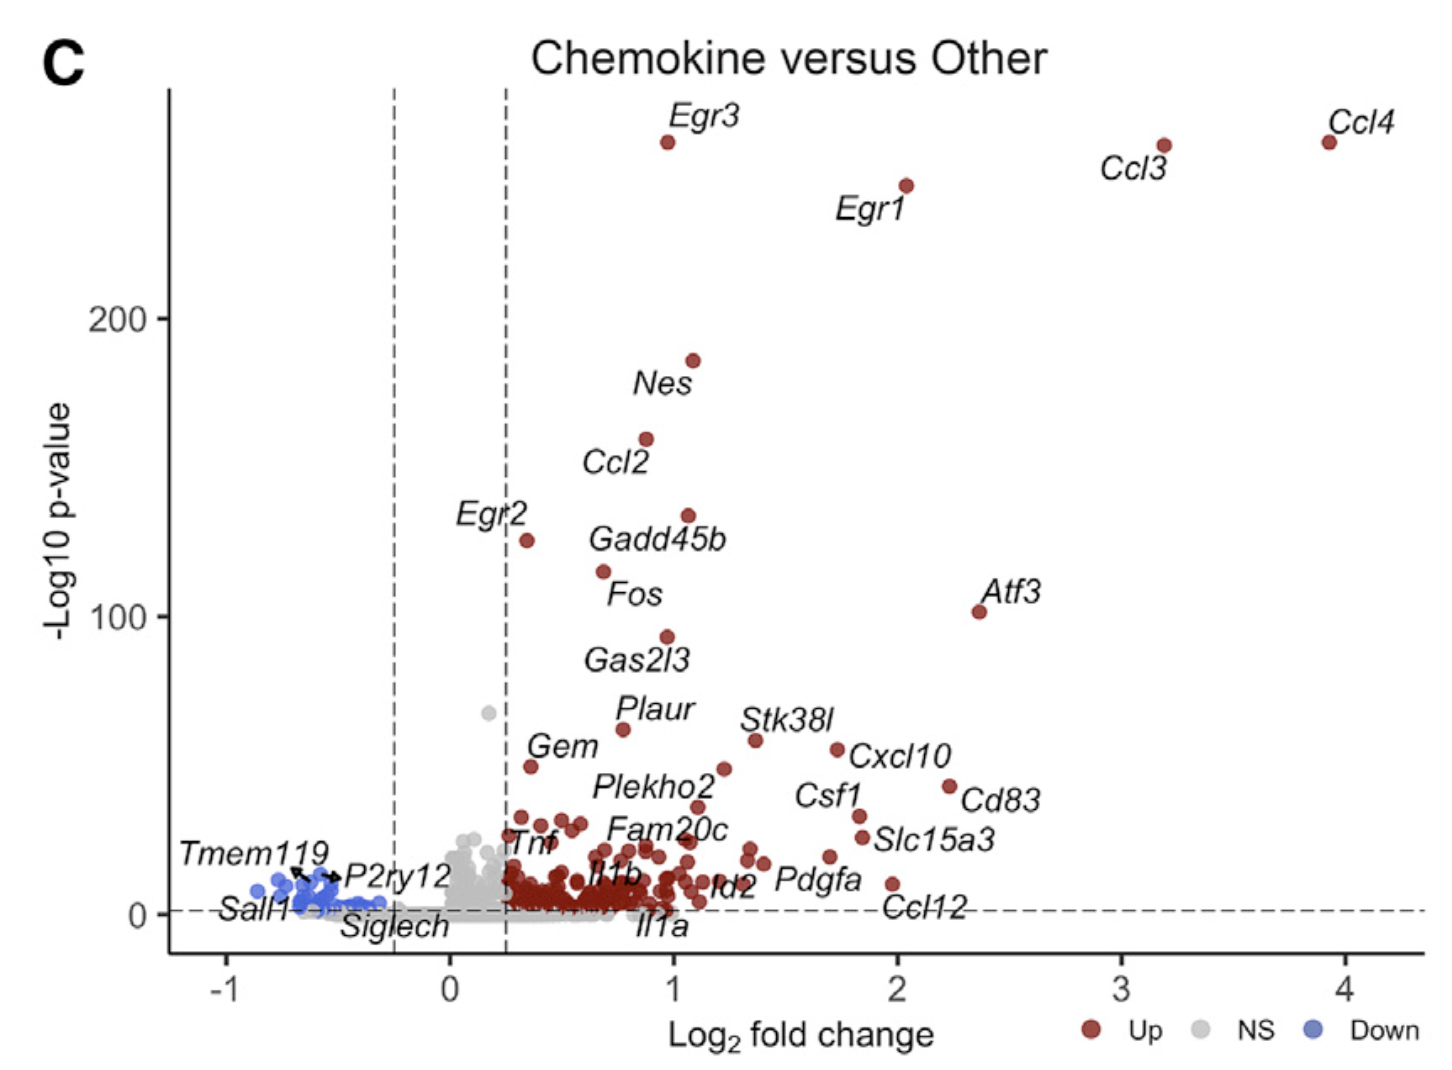 C
Chemokine versus Other
Egr3
Ccl4
Ccl3
Egr1
200
Nes
Ccl2
Egr2
Gadd45b
Fos
Atf3
100
Gas2l3
Plaur
Stk38l
Gem
Cxcl10
Plekho2
Csf1
Cd83
Fam20c
Tnf
Slc15a3
Tmem119
P2ry12
Il1b
Id2
Pdgfa
Sall1
Ccl12
0
Siglech
Il1a
-Log10 p-value
-1 0 1 2 3 4
Log2 fold change
Up NS Down